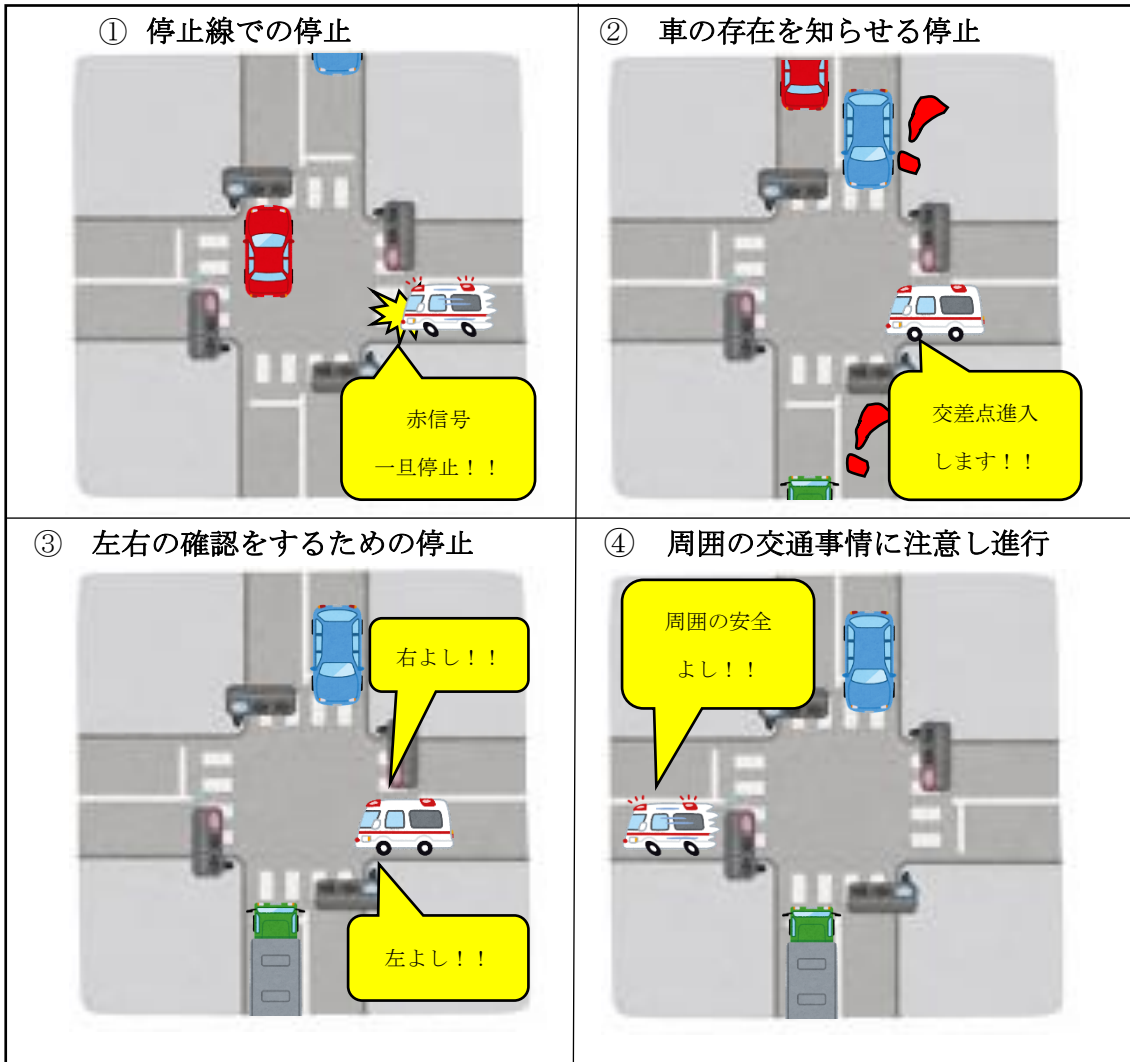 ① 停止線での停止
② 車の存在を知らせる停止
赤信号
一旦停止！！
交差点進入
します！！
③ 左右の確認をするための停止
④ 周囲の交通事情に注意し進行
右よし！！
左よし！！
周囲の安全
よし！！